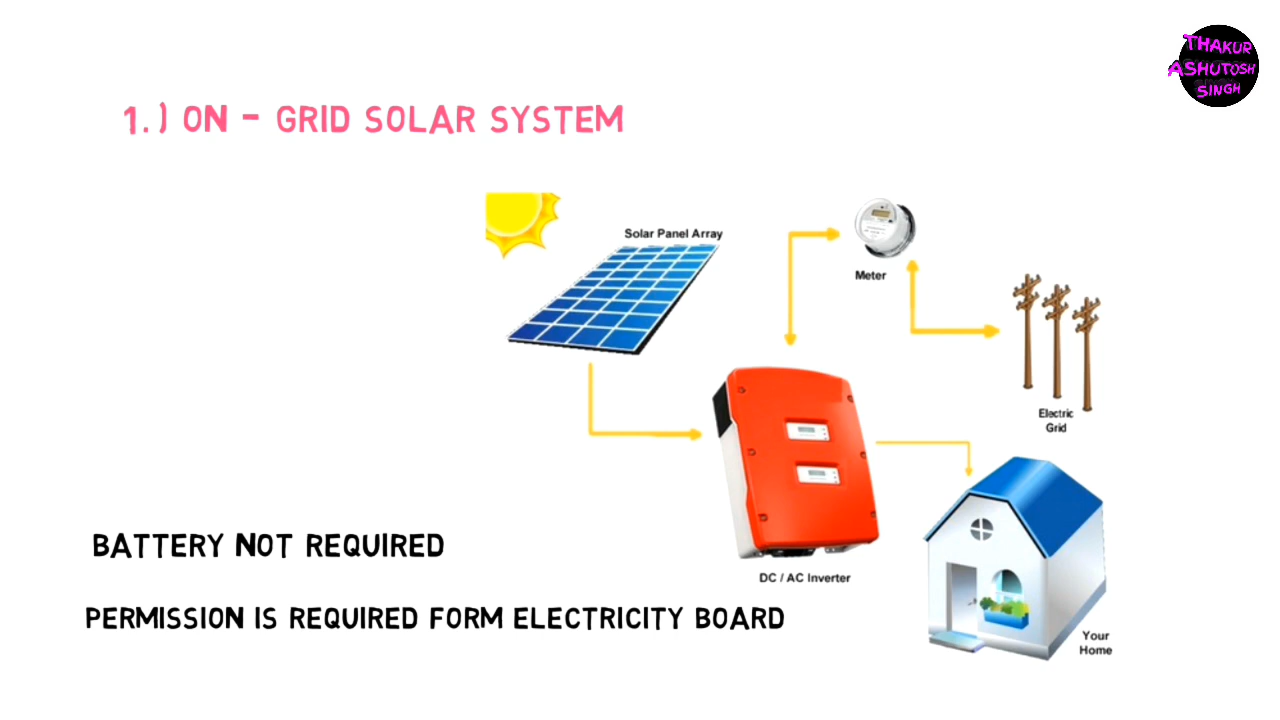 THAKUR
ASHUTOSH
SINGH
1.) ON - GRID SOLAR SYSTEM
Solar Panel Array
Meter
Electric
Grid
DC / AC Inverter
BATTERY NOT REQUIRED
PERMISSION IS REQUIRED FORM ELECTRICITY BOARD
Your
Home